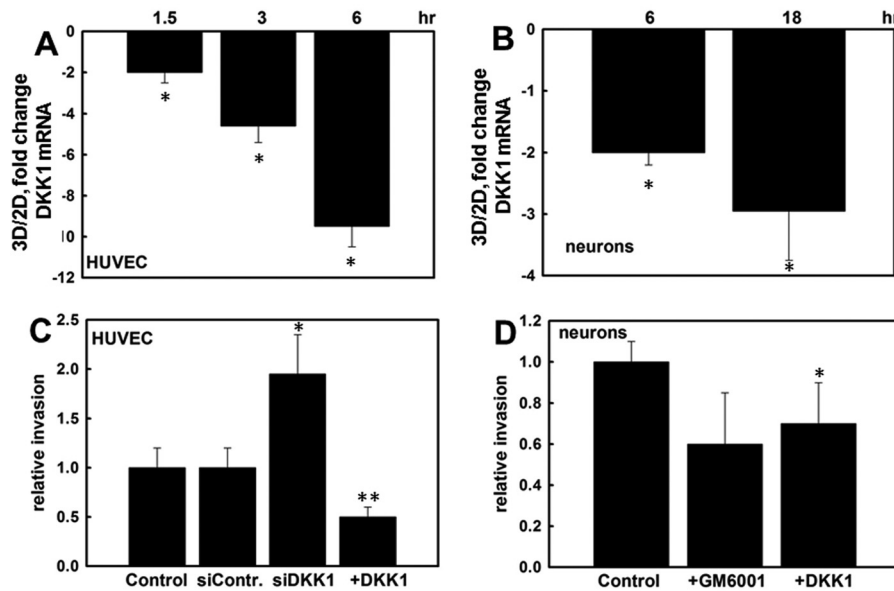 A
1.5 3 6 hr
3D/2D, fold change
DKK1 mRNA
0
-2
-4
-6
-8
10
-12
HUVEC
*
*
*
B
6 18 hr
3D/2D, fold change
DKK1 mRNA
0
-1
-2
-3
-4
neurons
*
*
C
HUVEC
relative invasion
2.5
2.0
1.5
1.0
0.5
0.0
*
**
Control siContr. siDKK1 +DKK1
D
neurons
relative invasion
1.2
1.0
0.8
0.6
0.4
0.2
0.0
*
Control +GM6001 +DKK1